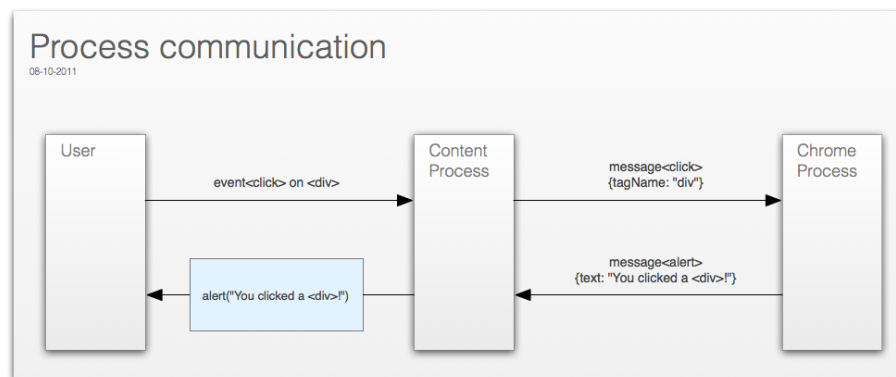 Process communication
08-10-2011
User
Content
Process
Chrome
Process
event<click> on <div>
message<click>
{tagName: "div"}
alert("You clicked a <div>!")
message<alert>
{text: "You clicked a <div>!"}